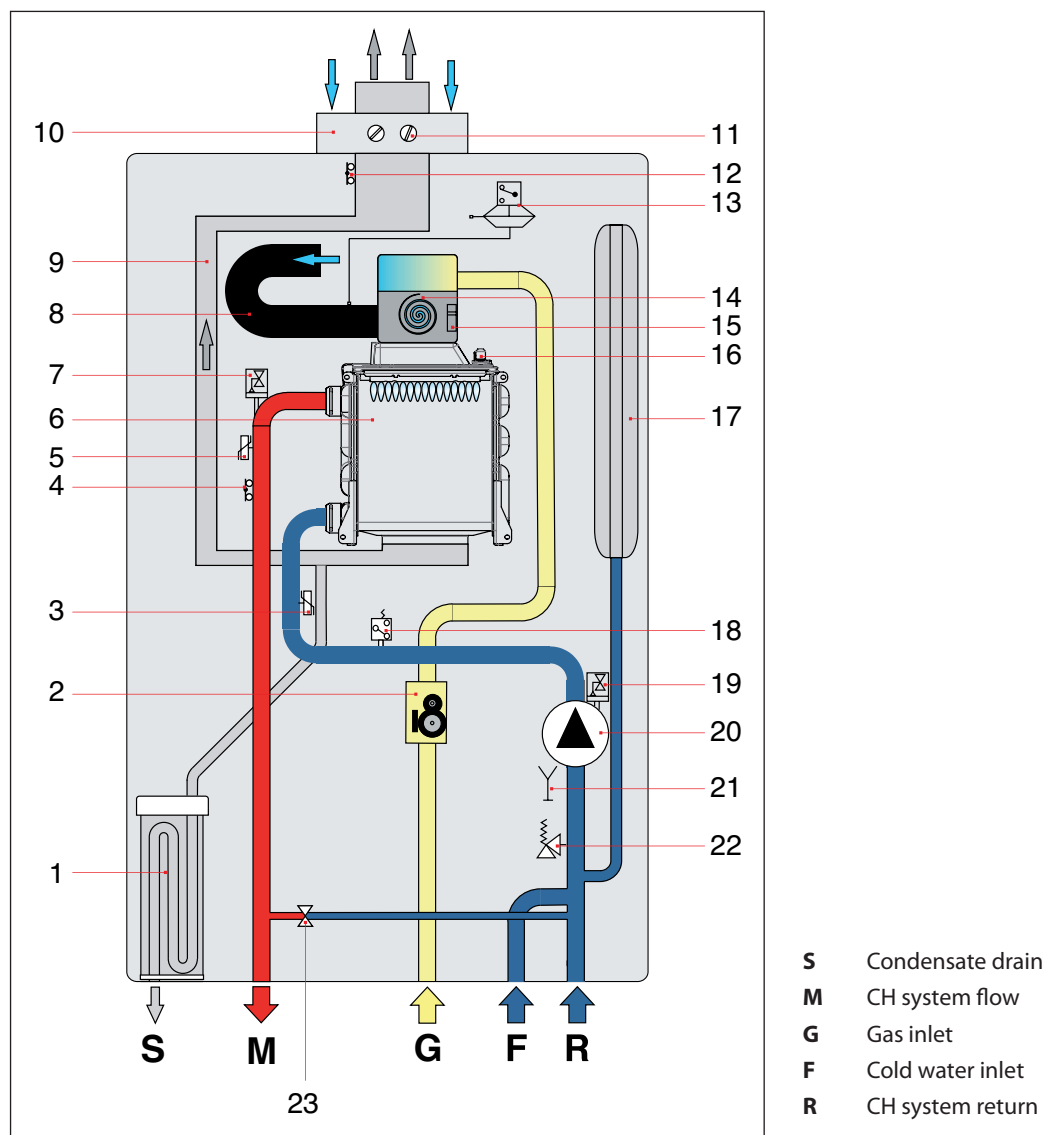 10
11
12
13
9
14
8
15
16
7
6
17
5
4
3
18
2
19
20
21
22
1
S
M
G
F
R
23
S Condensate drain
M CH system flow
G Gas inlet
F Cold water inlet
R CH system return